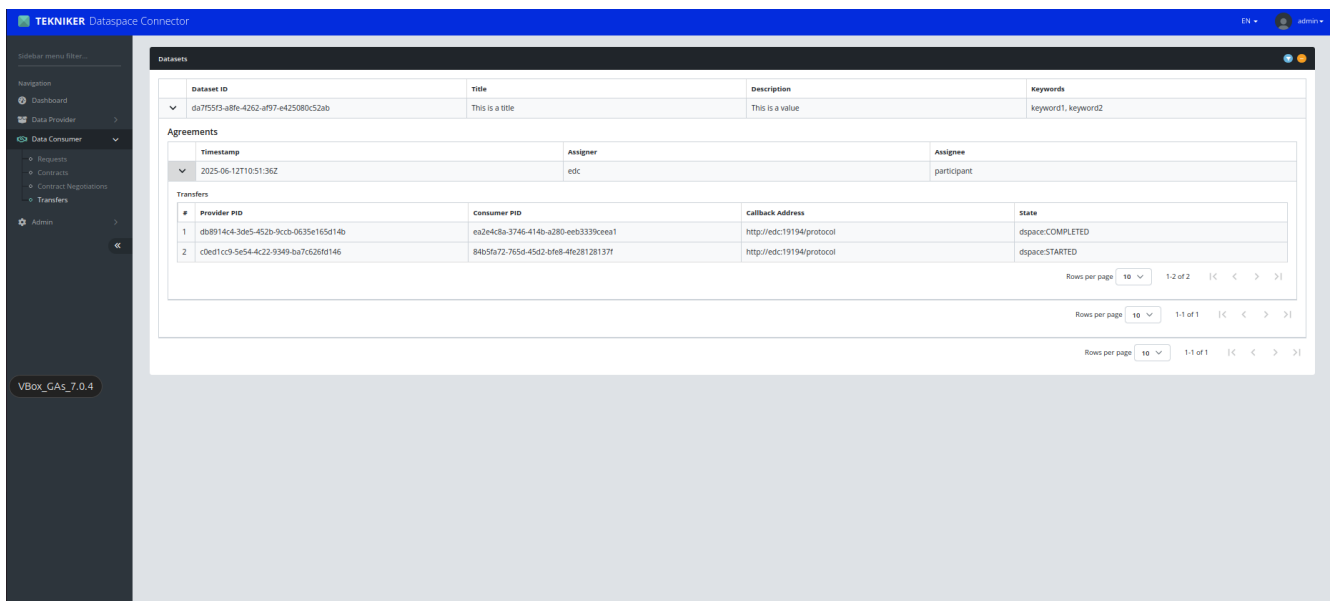 TEKNIKER Dataspace Connector
EN
admin
Sidebar menu filter...
Navigation
Dashboard
Data Provider
Data Consumer
Requests
Contracts
Contract Negotiations
Transfers
Admin
VBox_GAs_7.0.4
Datasets
Dataset ID Title Description Keywords
da7f55f3-a8fe-4262-af97-e425080c52ab This is a title This is a value keyword1, keyword2
Agreements
Timestamp Assigner Assignee
2025-06-12T10:51:36Z edc participant
Transfers
# Provider PID Consumer PID Callback Address State
1 db8914c4-3de5-452b-9ccb-0635e165d14b ea2e4c8a-3746-414b-a280-eeb3339ceea1 http://edc:19194/protocol dspace:COMPLETED
2 c0ed1cc9-5e54-4c22-9349-ba7c626fd146 84b5fa72-765d-45d2-bfe8-4fe28128137f http://edc:19194/protocol dspace:STARTED
Rows per page 10 1-2 of 2
Rows per page 10 1-1 of 1
Rows per page 10 1-1 of 1